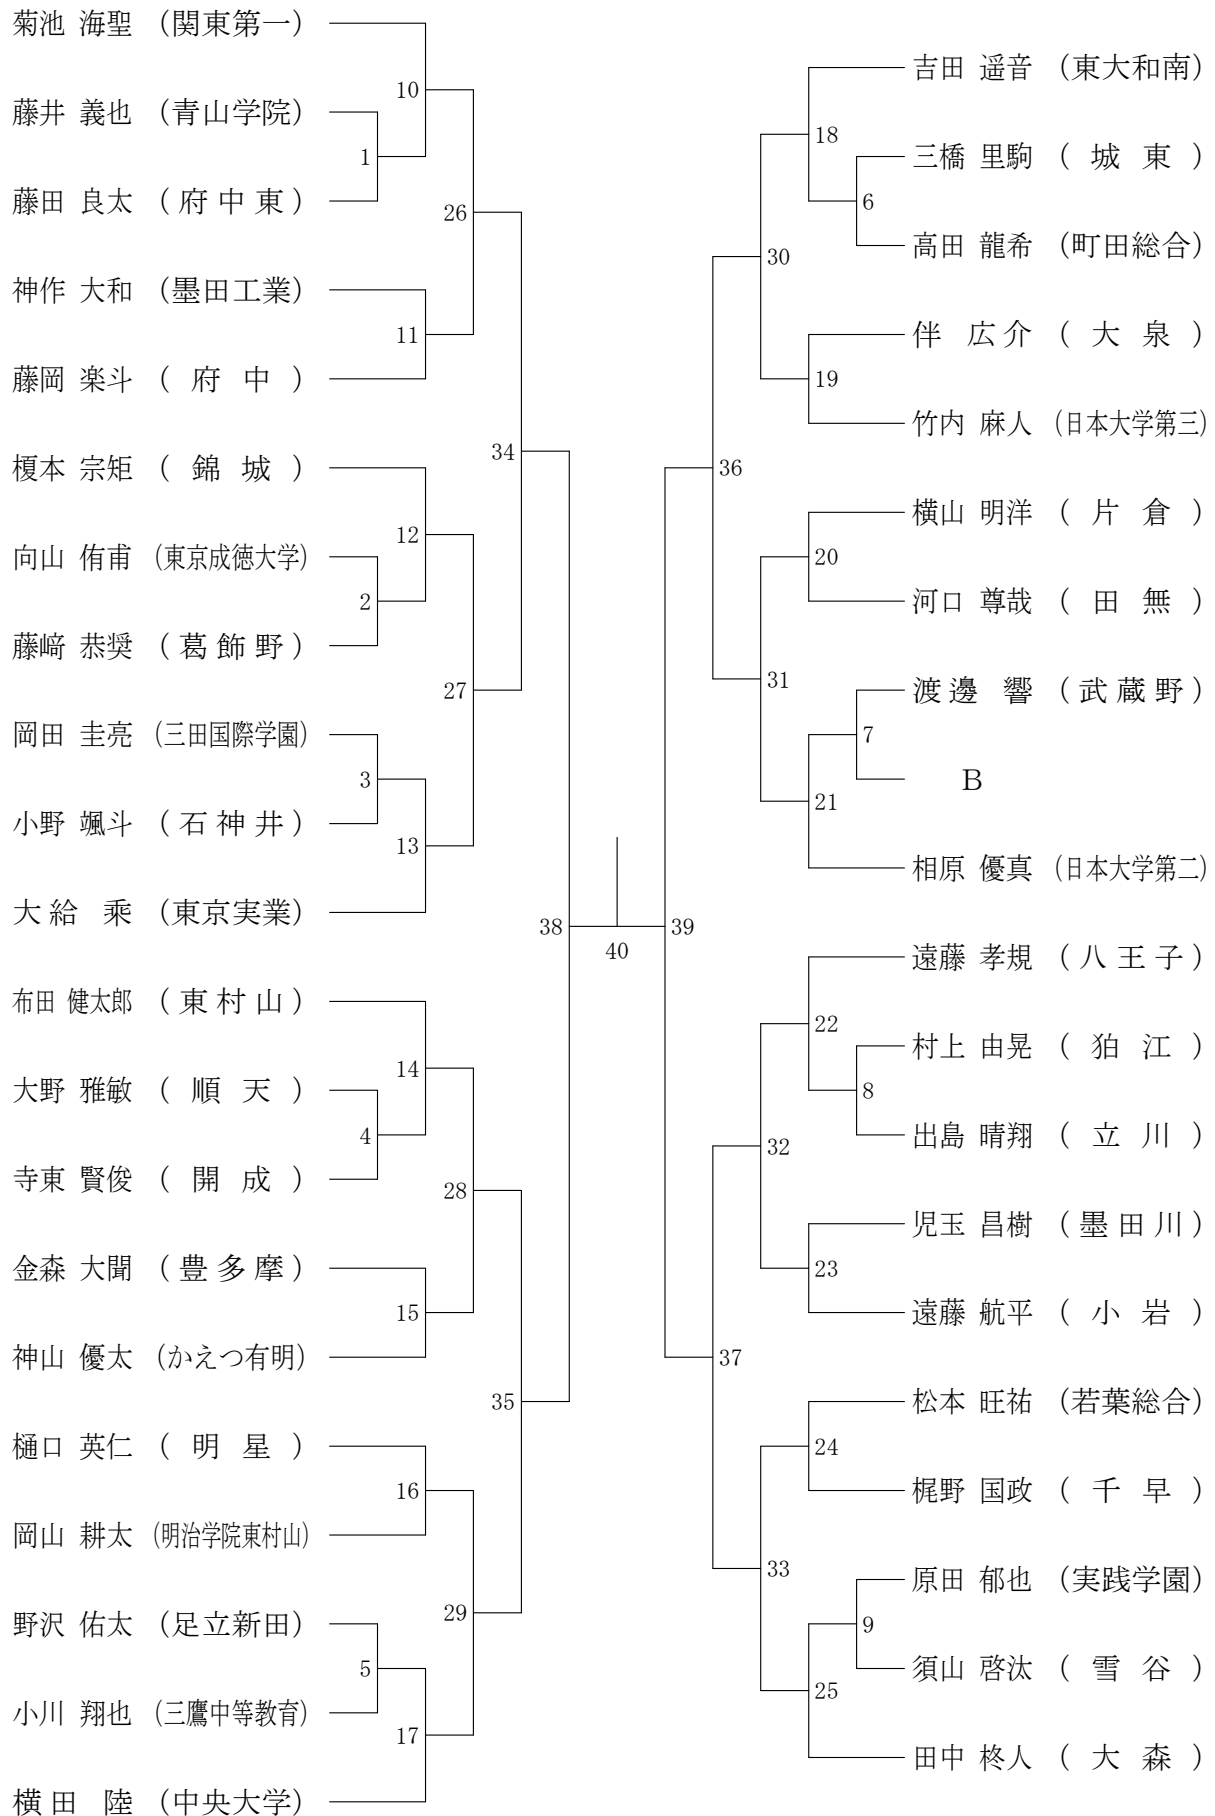 菊池 海聖 (関東第一)
藤井 義也 (青山学院)
藤田 良太 (府中東)
神作 大和 (墨田工業)
藤岡 楽斗 (府中)
榎本 宗矩 (錦城)
向山 侑甫 (東京成徳大学)
藤﨑 恭奨 (葛飾野)
岡田 圭亮 (三田国際学園)
小野 颯斗 (石神井)
大給 乘 (東京実業)
布田 健太郎 (東村山)
大野 雅敏 (順天)
寺東 賢俊 (開成)
金森 大聞 (豊多摩)
神山 優太 (かえつ有明)
樋口 英仁 (明星)
岡山 耕太 (明治学院東村山)
野沢 佑太 (足立新田)
小川 翔也 (三鷹中等教育)
横田 陸 (中央大学)
1
2
3
4
5
10
11
12
13
14
15
16
17
26
27
28
29
34
35
38
40
39
36
37
30
31
32
33
18
19
20
21
22
23
24
25
6
7
8
9
吉田 遥音 (東大和南)
三橋 里駒 (城東)
高田 龍希 (町田総合)
伴 広介 (大泉)
竹内 麻人 (日本大学第三)
横山 明洋 (片倉)
河口 尊哉 (田無)
渡邊 響 (武蔵野)
B
相原 優真 (日本大学第二)
遠藤 孝規 (八王子)
村上 由晃 (狛江)
出島 晴翔 (立川)
児玉 昌樹 (墨田川)
遠藤 航平 (小岩)
松本 旺祐 (若葉総合)
梶野 国政 (千早)
原田 郁也 (実践学園)
須山 啓汰 (雪谷)
田中 柊人 (大森)